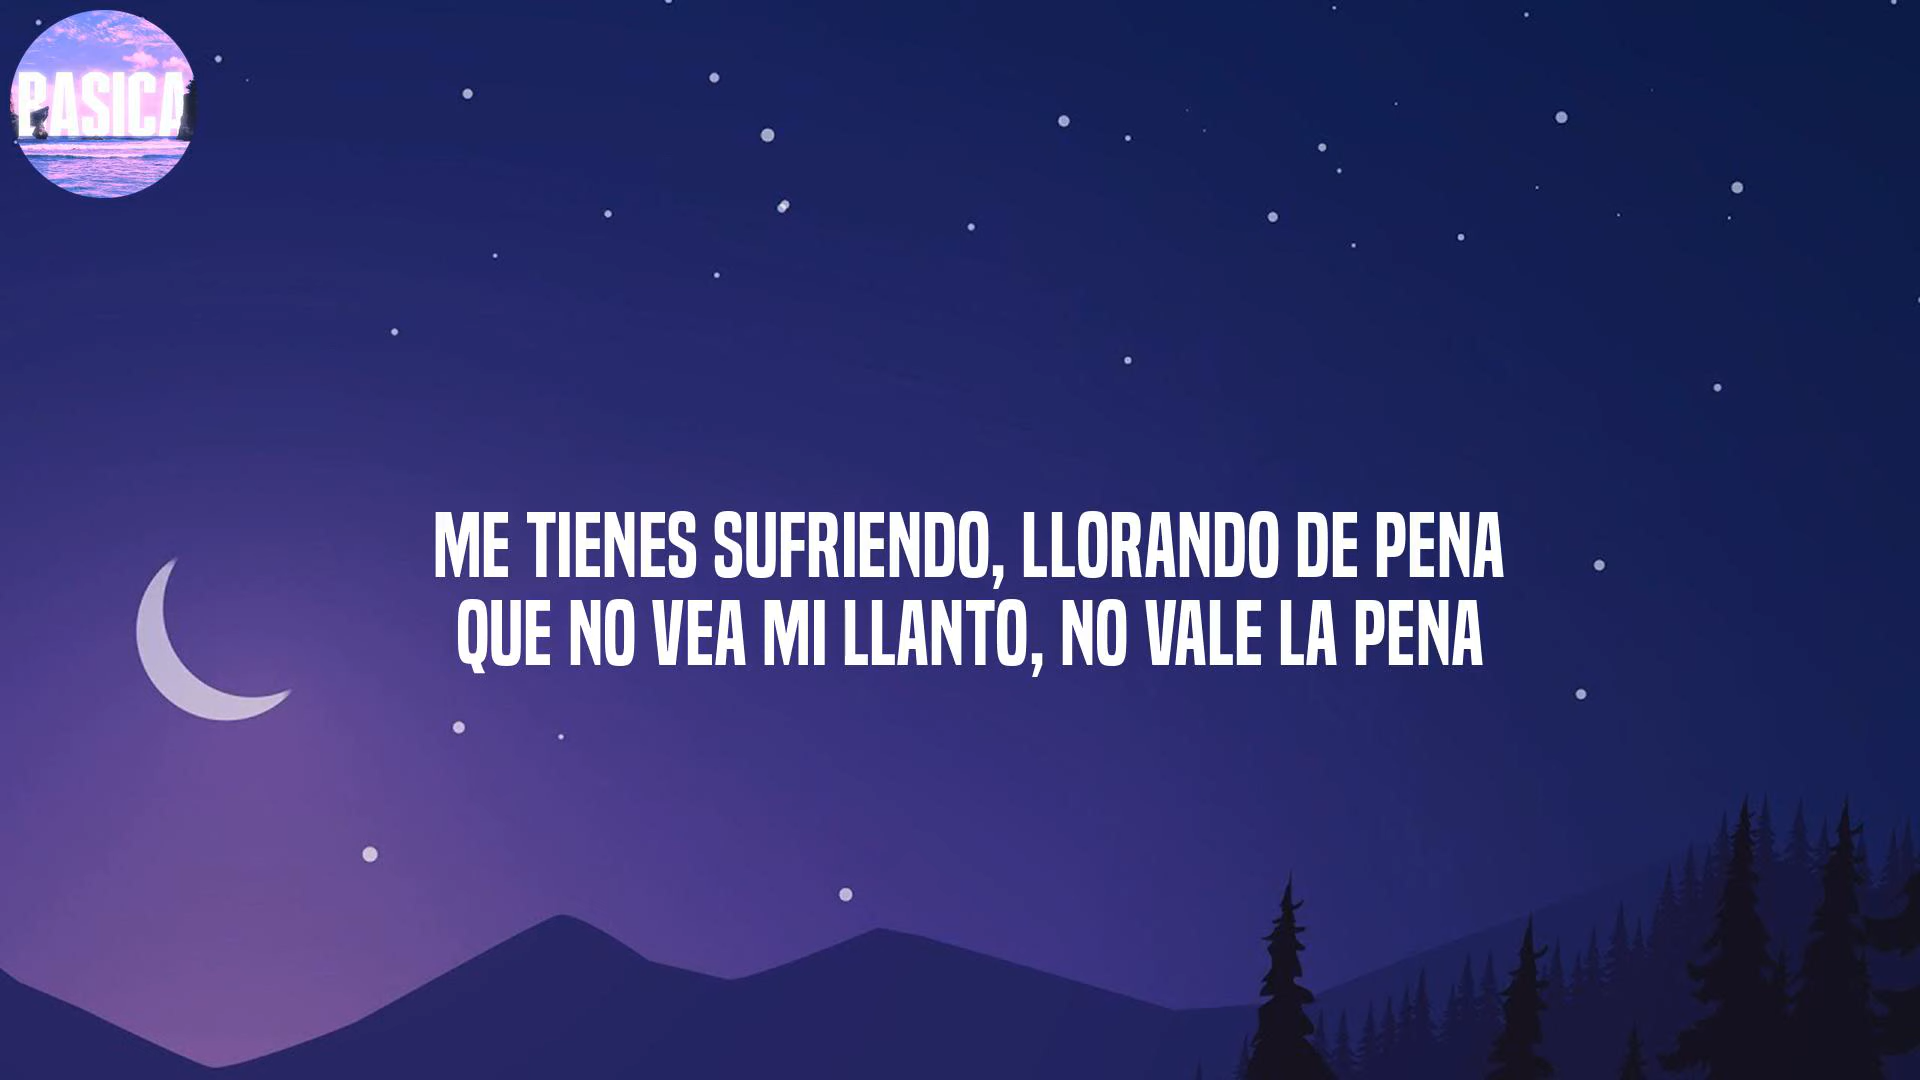 PASICA
ME TIENES SUFRIENDO, LLORANDO DE PENA
QUE NO VEA MI LLANTO, NO VALE LA PENA